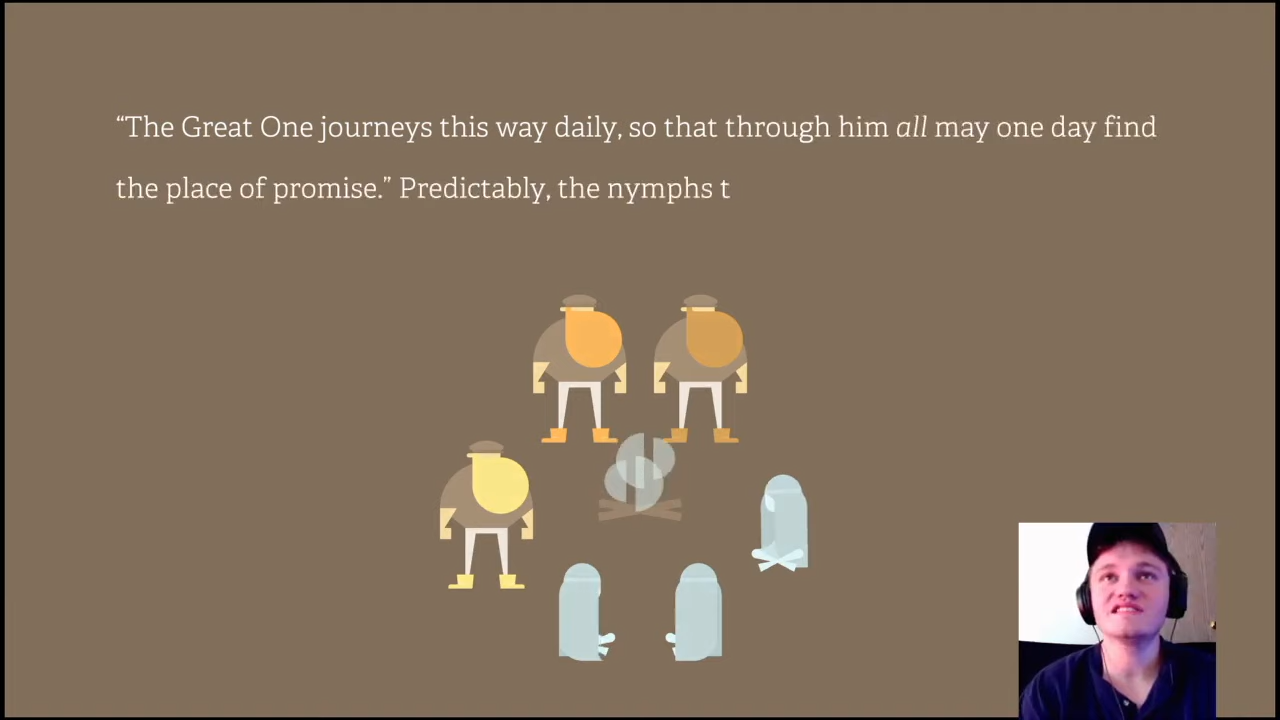 “The Great One journeys this way daily, so that through him all may one day find
the place of promise.” Predictably, the nymphs t